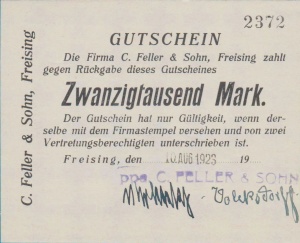 2372
GUTSCHEIN
Die Firma C. Feller & Sohn, Freising zahlt
gegen Rückgabe dieses Gutscheines
Zwanzigtausend Mark.
Der Gutschein hat nur Gültigkeit, wenn der-
selbe mit dem Firmastempel versehen und von zwei
Vertretungsberechtigten unterschrieben ist.
Freising, den 10.AUG 1923 19
ppa. C. FELLER & SOHN
C. Feller & Sohn, Freising